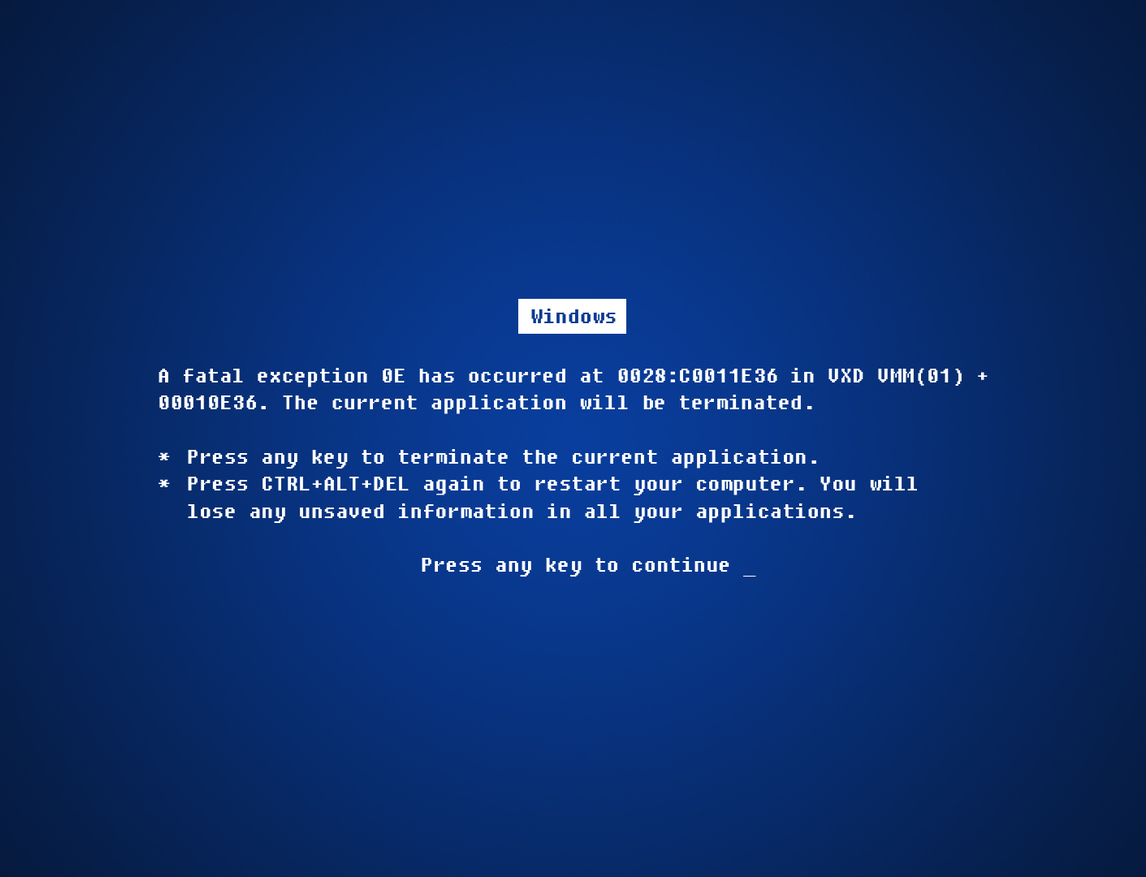 Windows
A fatal exception 0E has occurred at 0028:C0011E36 in VXD VMM(01) +
00010E36. The current application will be terminated.
* Press any key to terminate the current application.
* Press CTRL+ALT+DEL again to restart your computer. You will
lose any unsaved information in all your applications.
Press any key to continue _